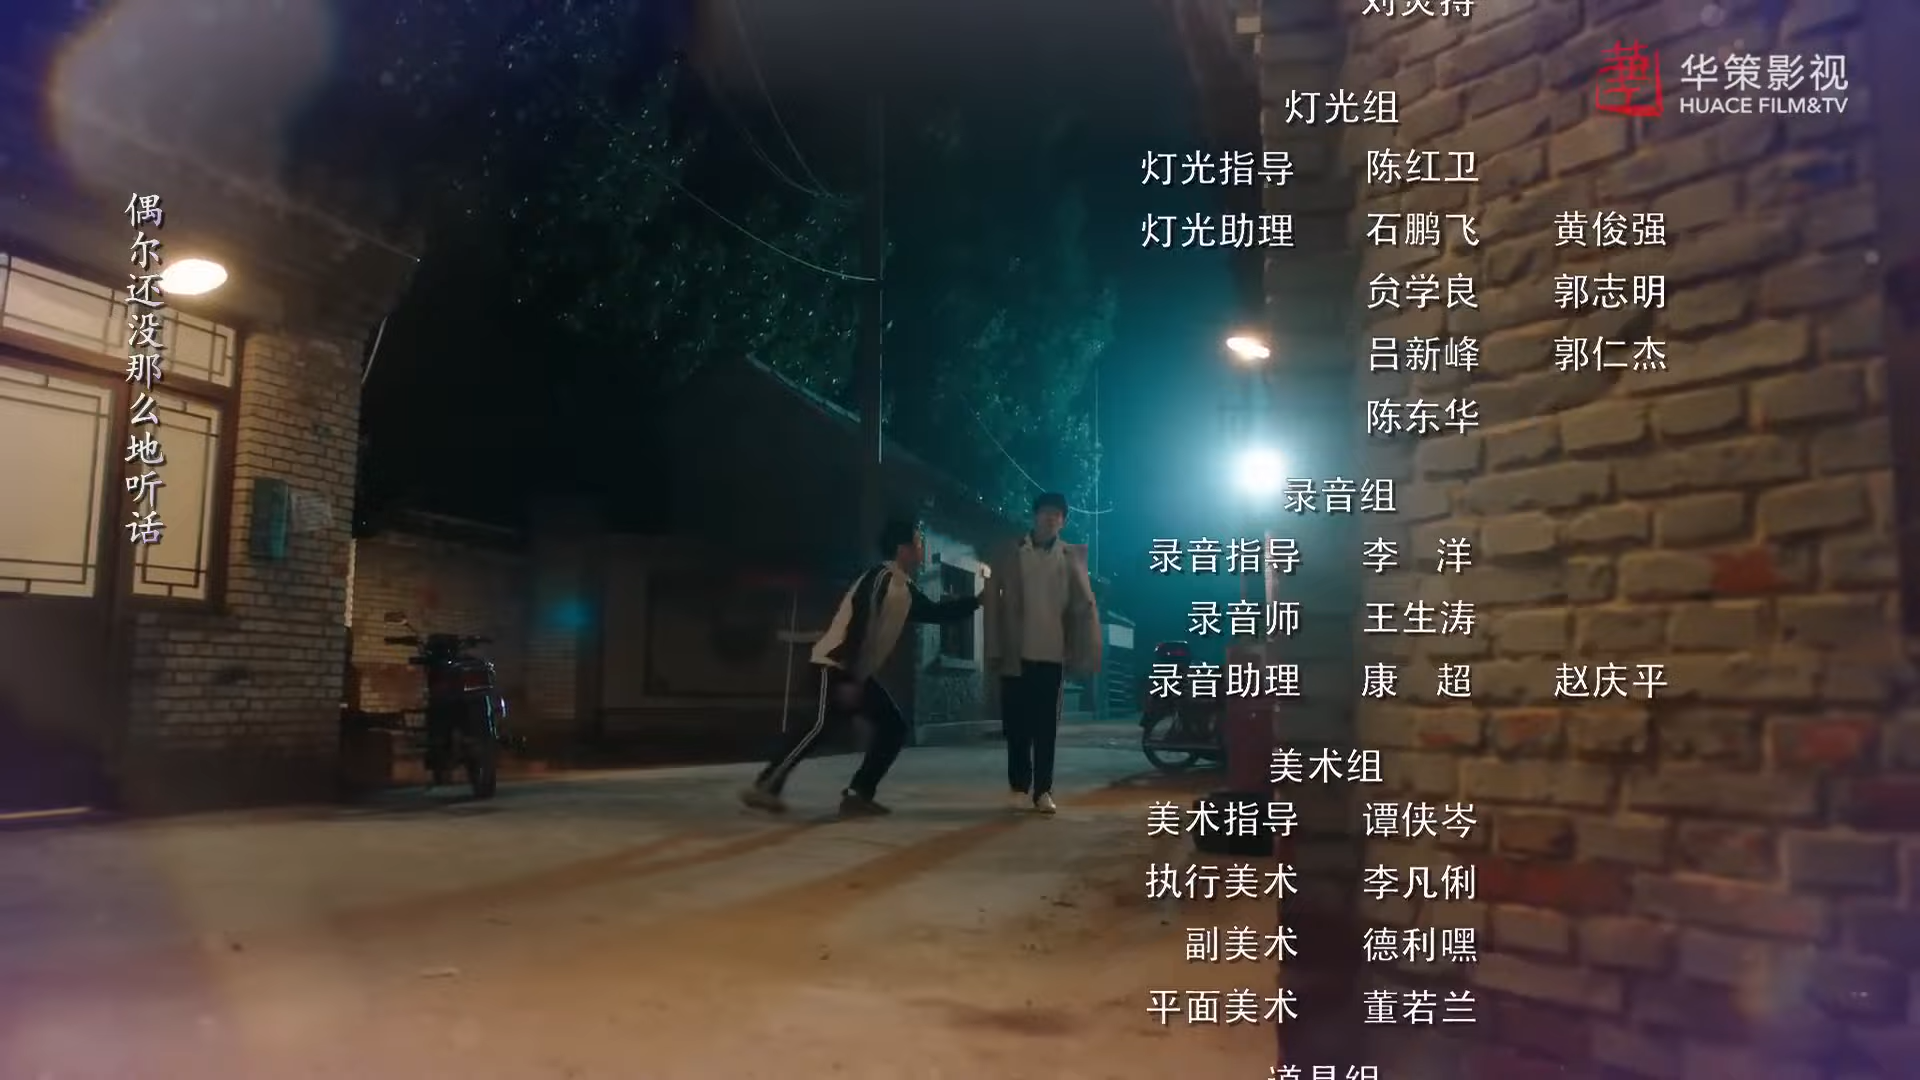 华策影视
HUACE FILM&TV
偶尔还没那么地听话
灯光组
灯光指导 陈红卫
灯光助理 石鹏飞 黄俊强
贠学良 郭志明
吕新峰 郭仁杰
陈东华
录音组
录音指导 李 洋
录音师 王生涛
录音助理 康 超 赵庆平
美术组
美术指导 谭侠岑
执行美术 李凡俐
副美术 德利嘿
平面美术 董若兰
道具组